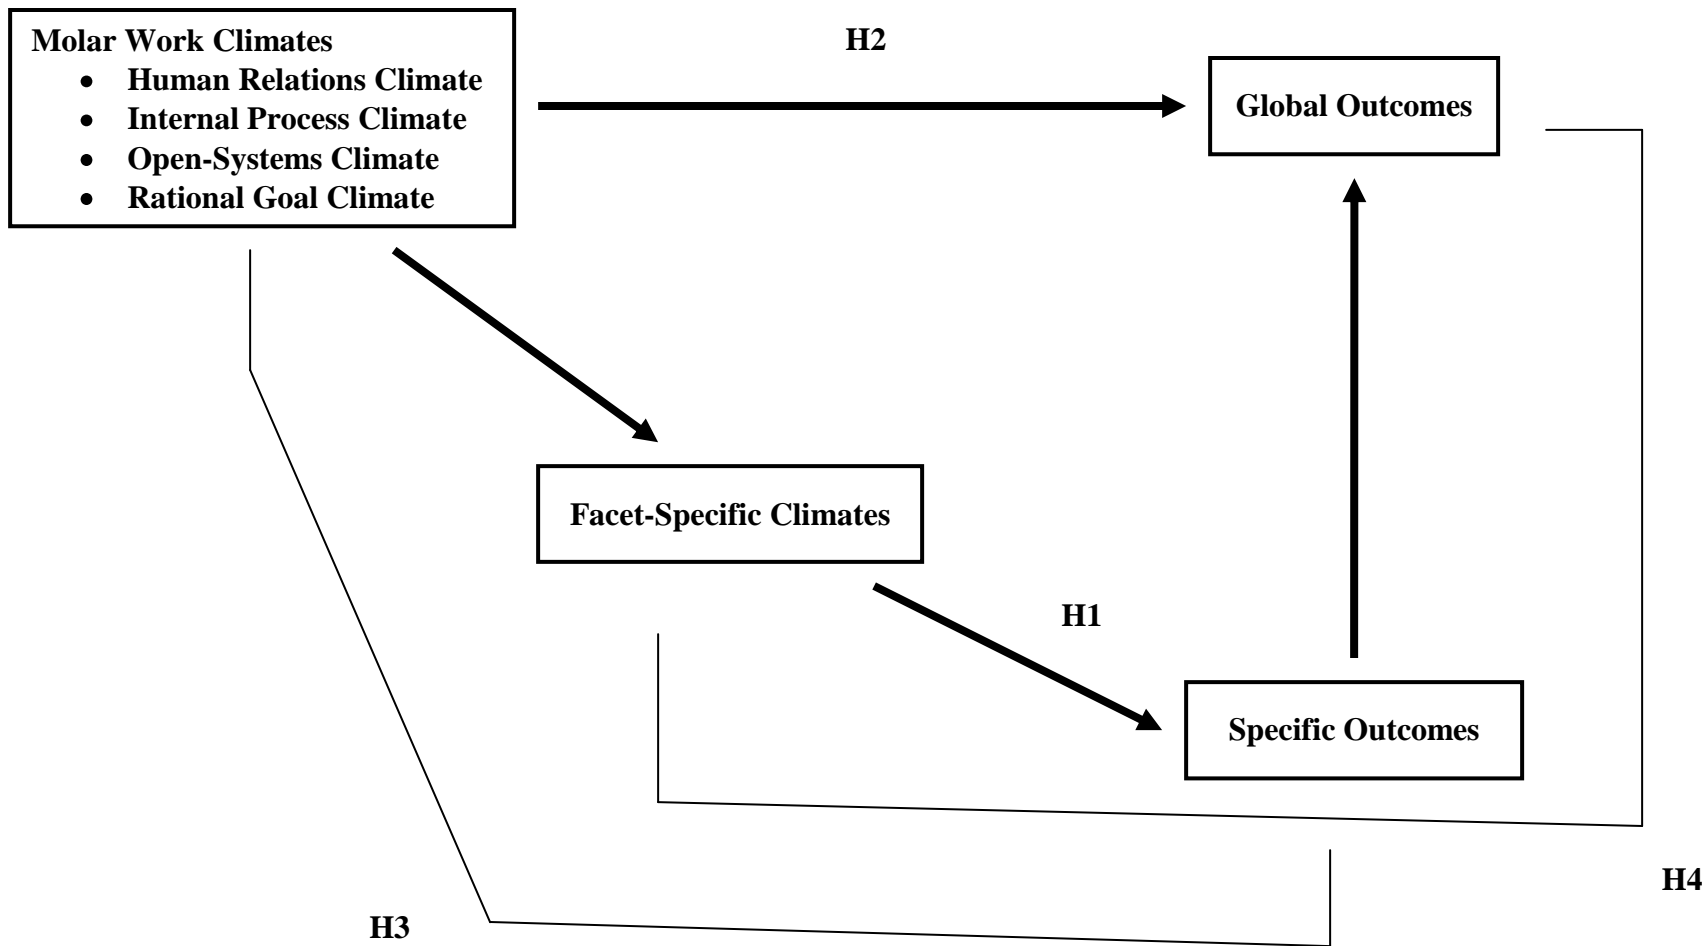 Molar Work Climates
• Human Relations Climate
• Internal Process Climate
• Open-Systems Climate
• Rational Goal Climate
H2
Global Outcomes
Facet-Specific Climates
H1
Specific Outcomes
H4
H3